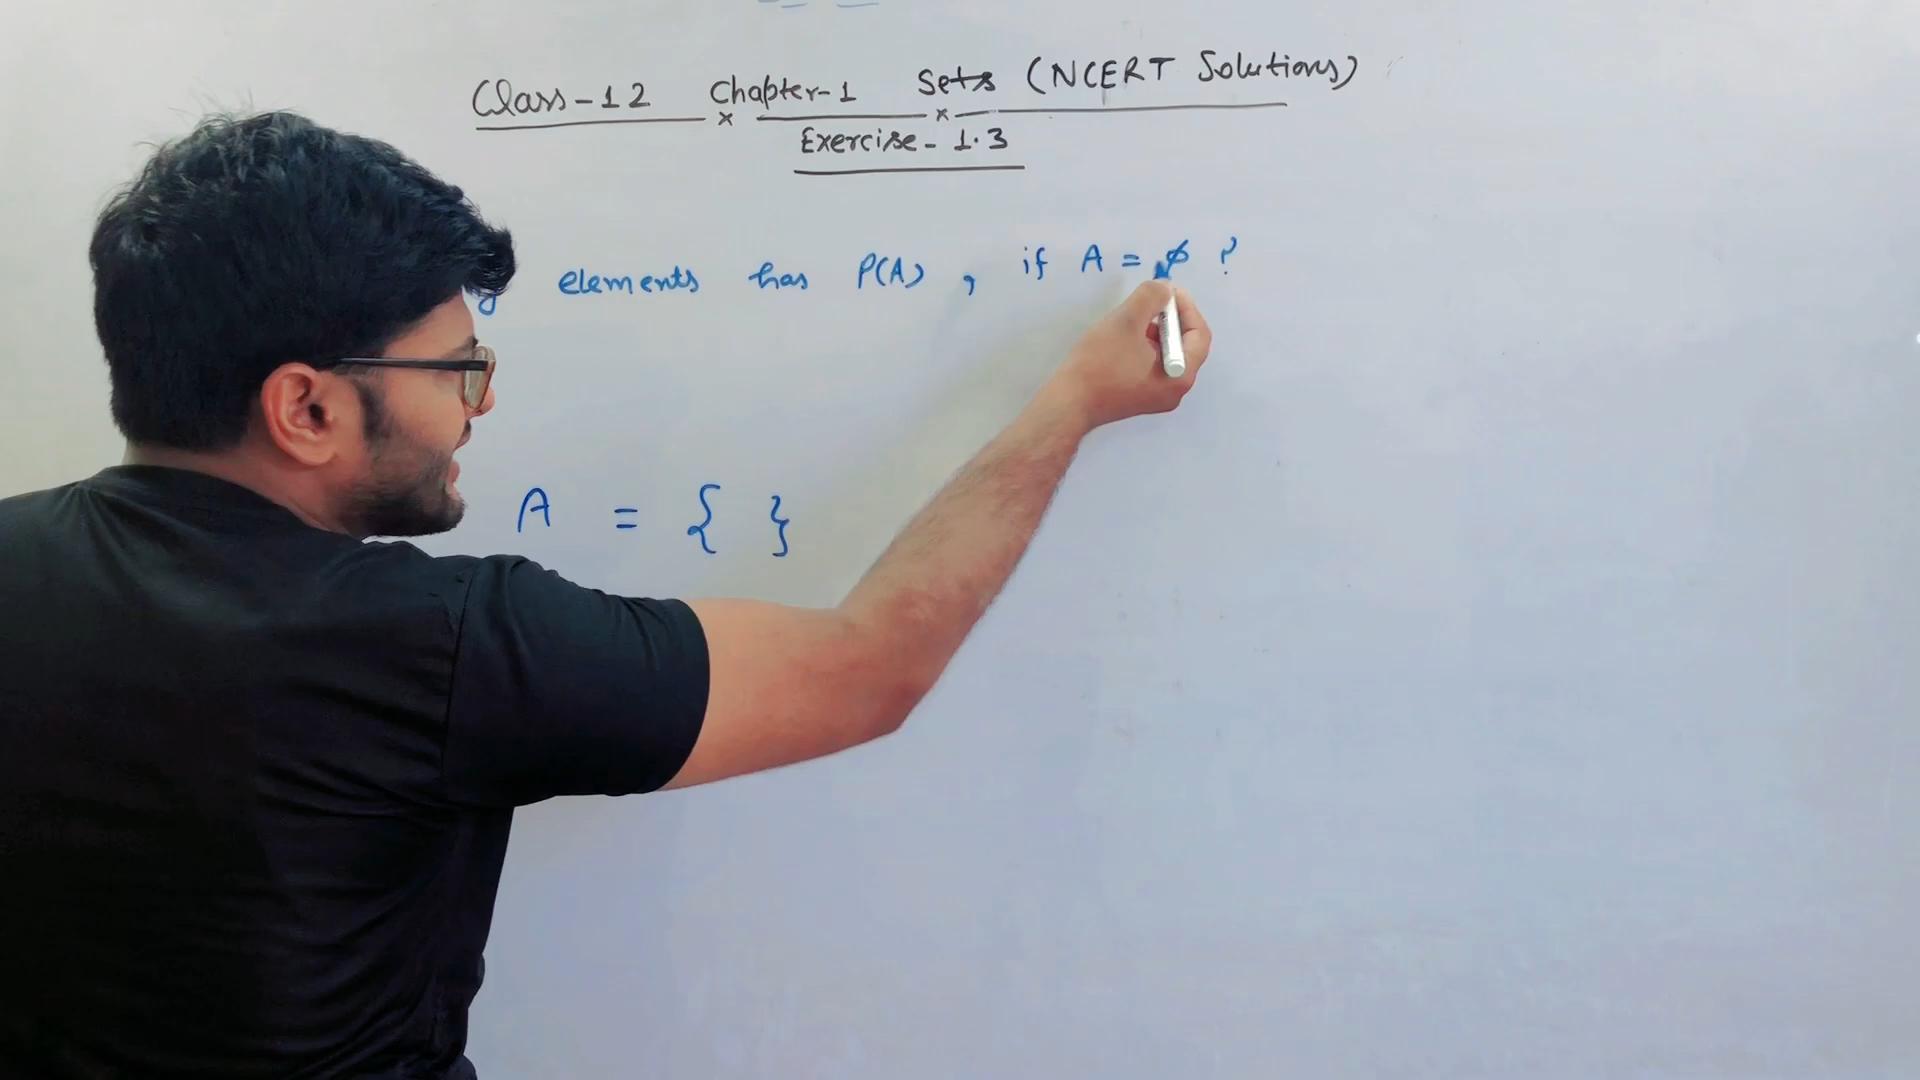 Class-12 Chapter-1 Sets (NCERT Solutions)
Exercise - 1.3
elements has P(A), if A = ϕ ?
A = { }